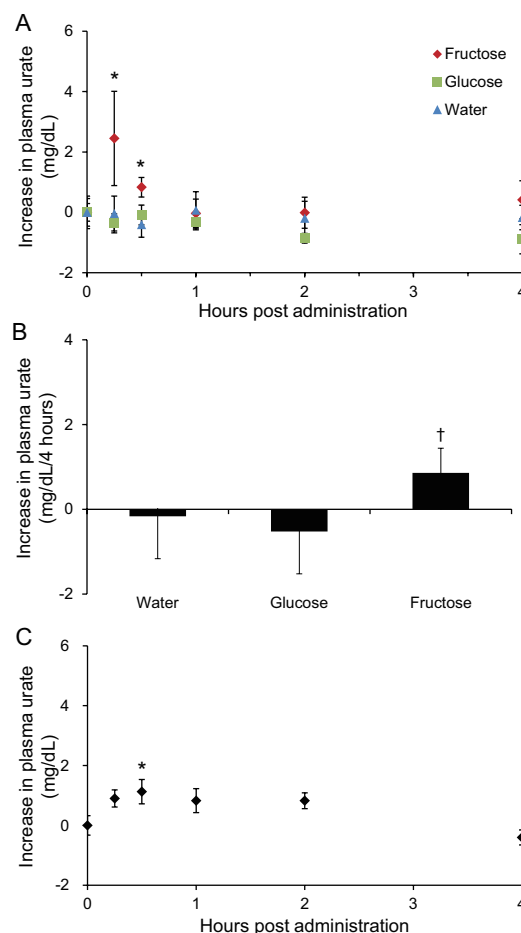 A
6
4
2
0
-2
Increase in plasma urate
(mg/dL)
*
*
Fructose
Glucose
Water
0
1
2
3
4
Hours post administration
B
4
2
0
-2
Increase in plasma urate
(mg/dL/4 hours)
†
Water
Glucose
Fructose
C
6
4
2
0
-2
Increase in plasma urate
(mg/dL)
*
0
1
2
3
4
Hours post administration